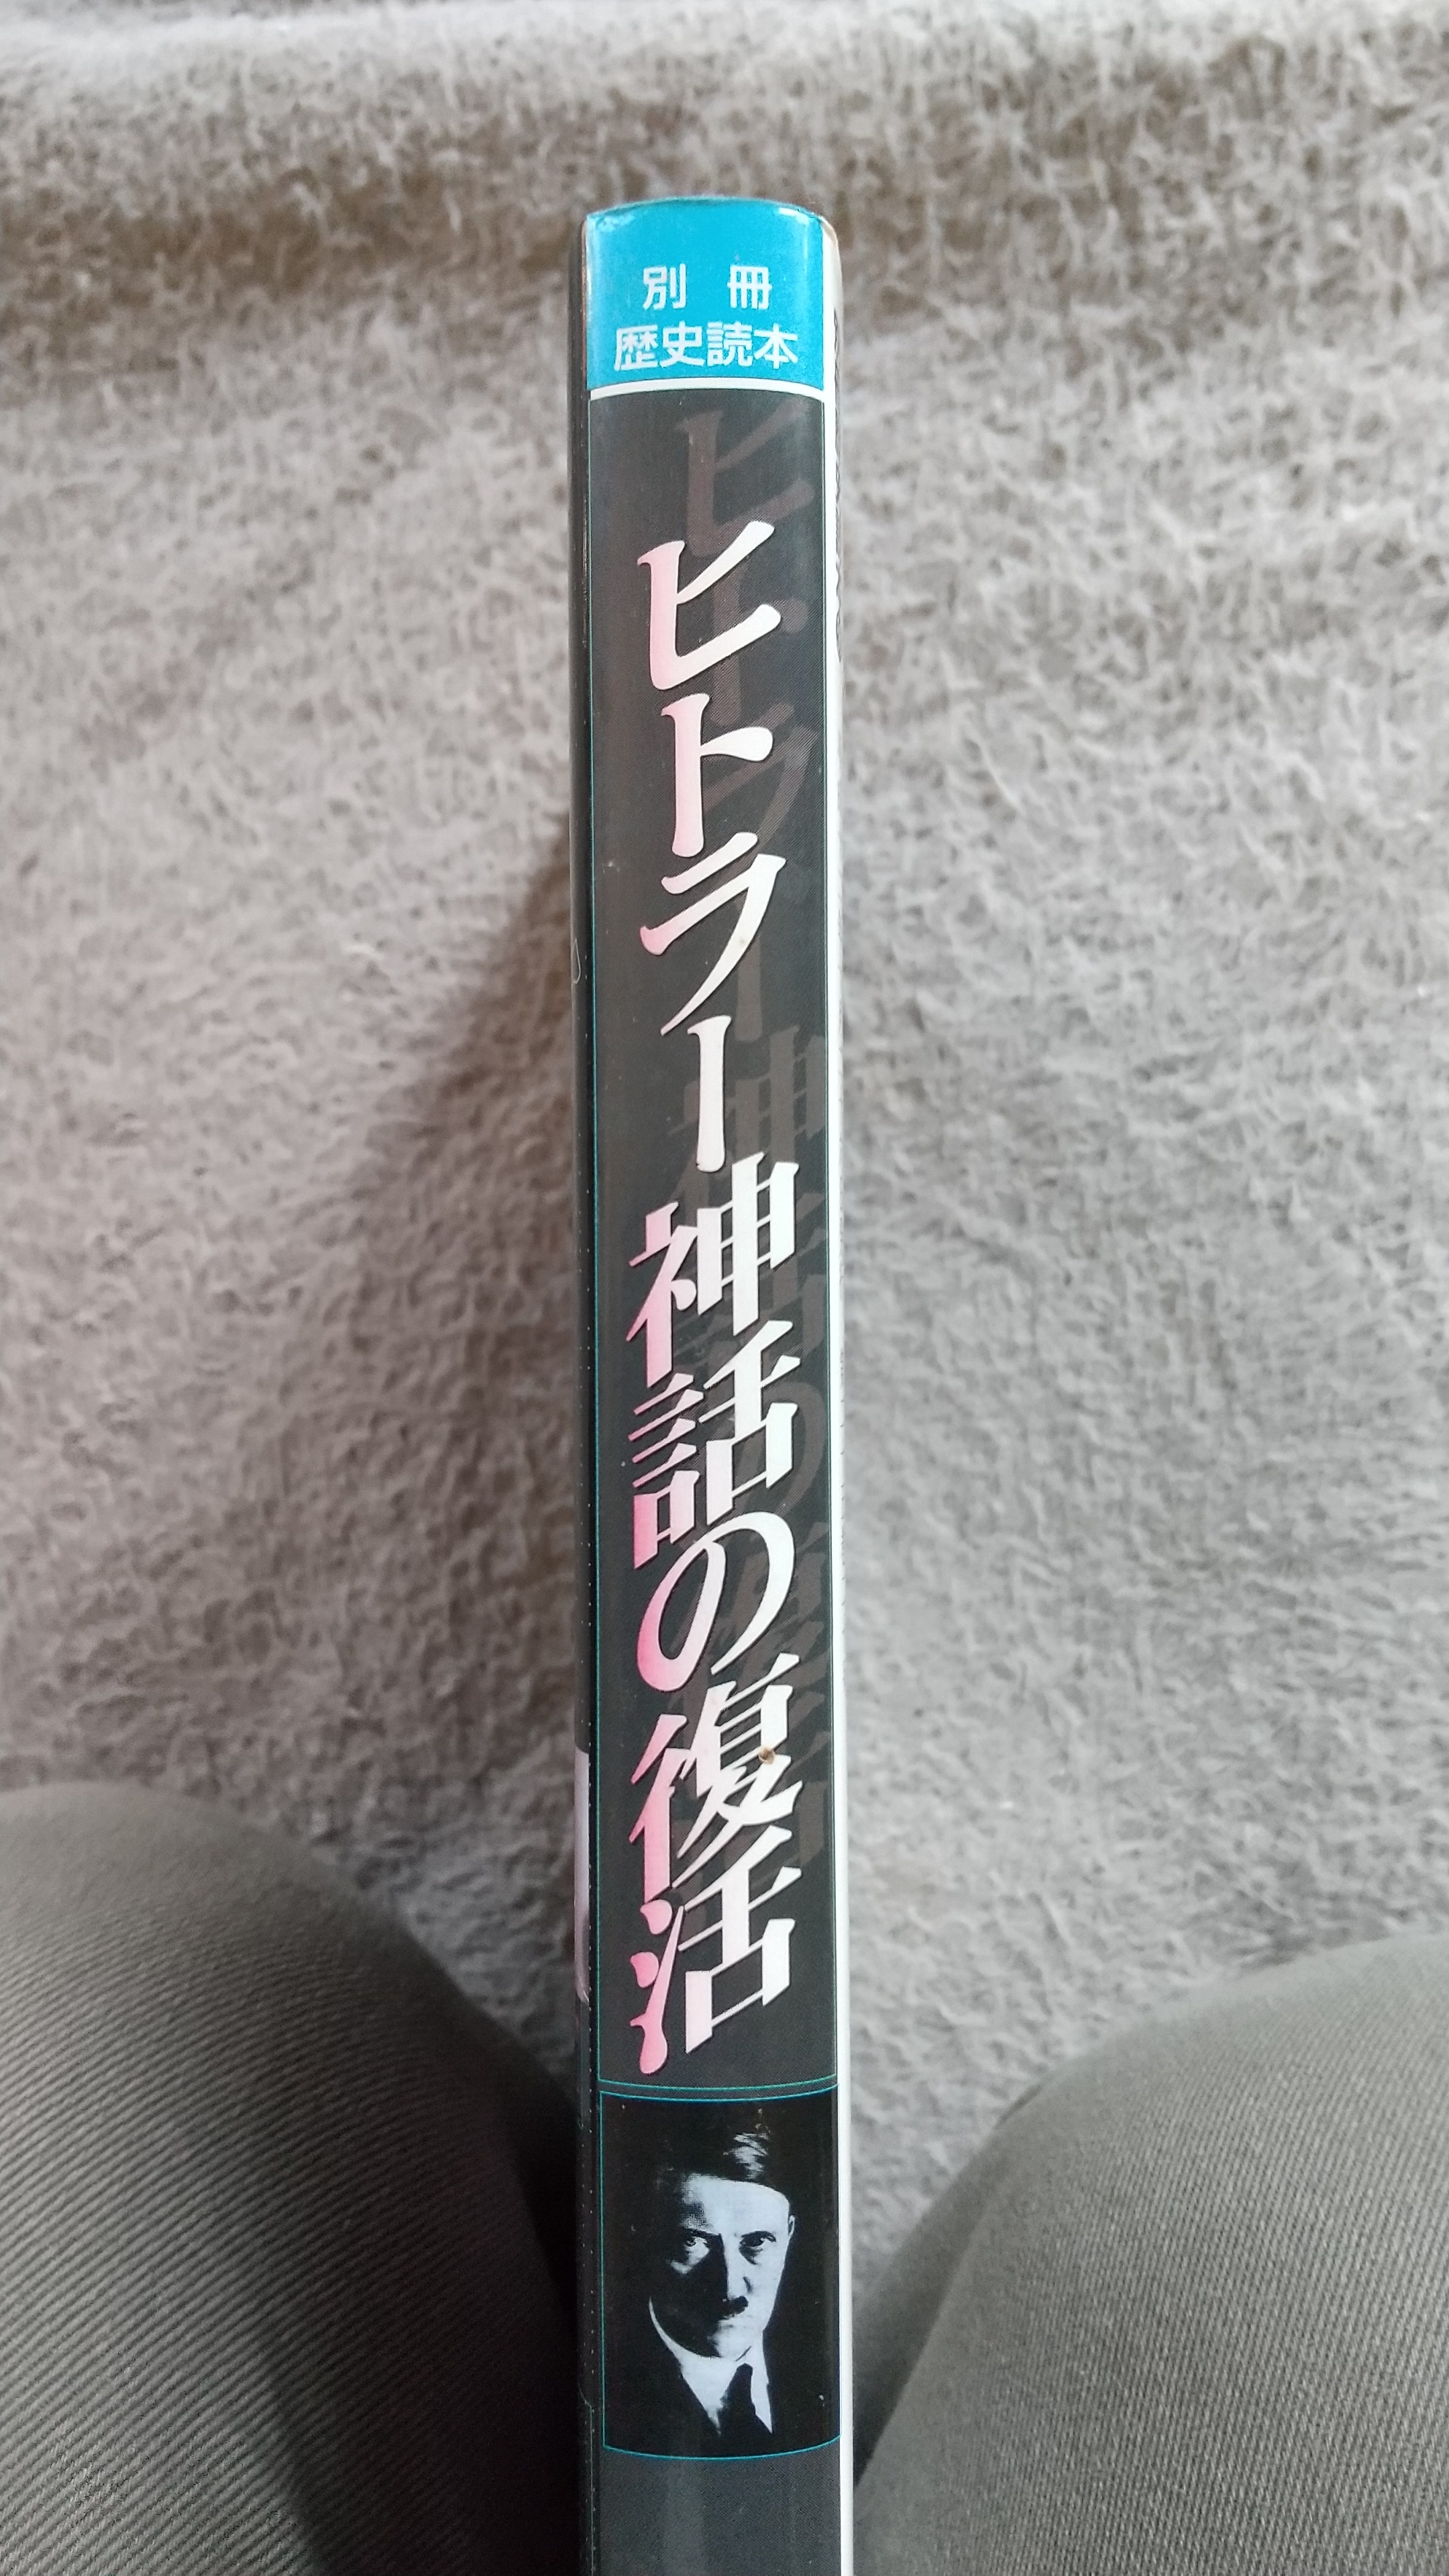 別冊
歴史読本
ヒトラー神話の復活